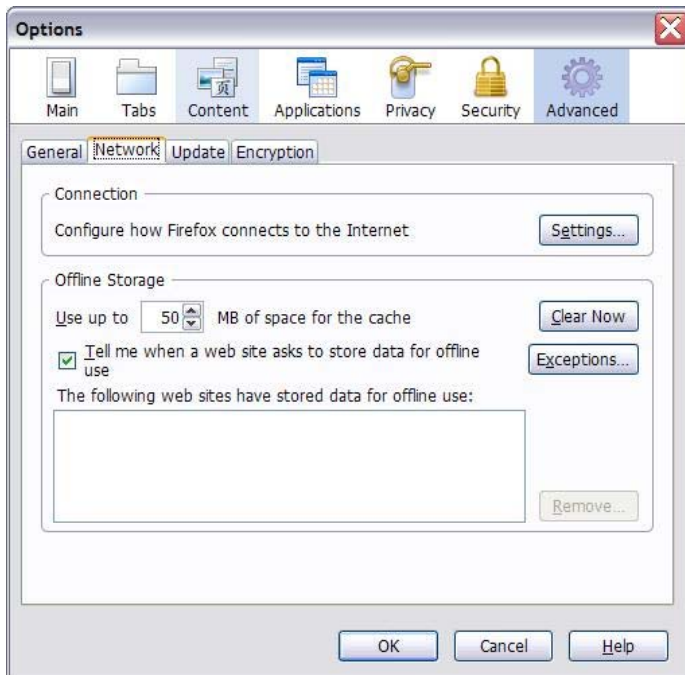 Options
Main Tabs Content Applications Privacy Security Advanced
General Network Update Encryption
Connection
Configure how Firefox connects to the Internet Settings...
Offline Storage
Use up to 50 MB of space for the cache Clear Now
Tell me when a web site asks to store data for offline
use
Exceptions...
The following web sites have stored data for offline use:
Remove...
OK Cancel Help
页